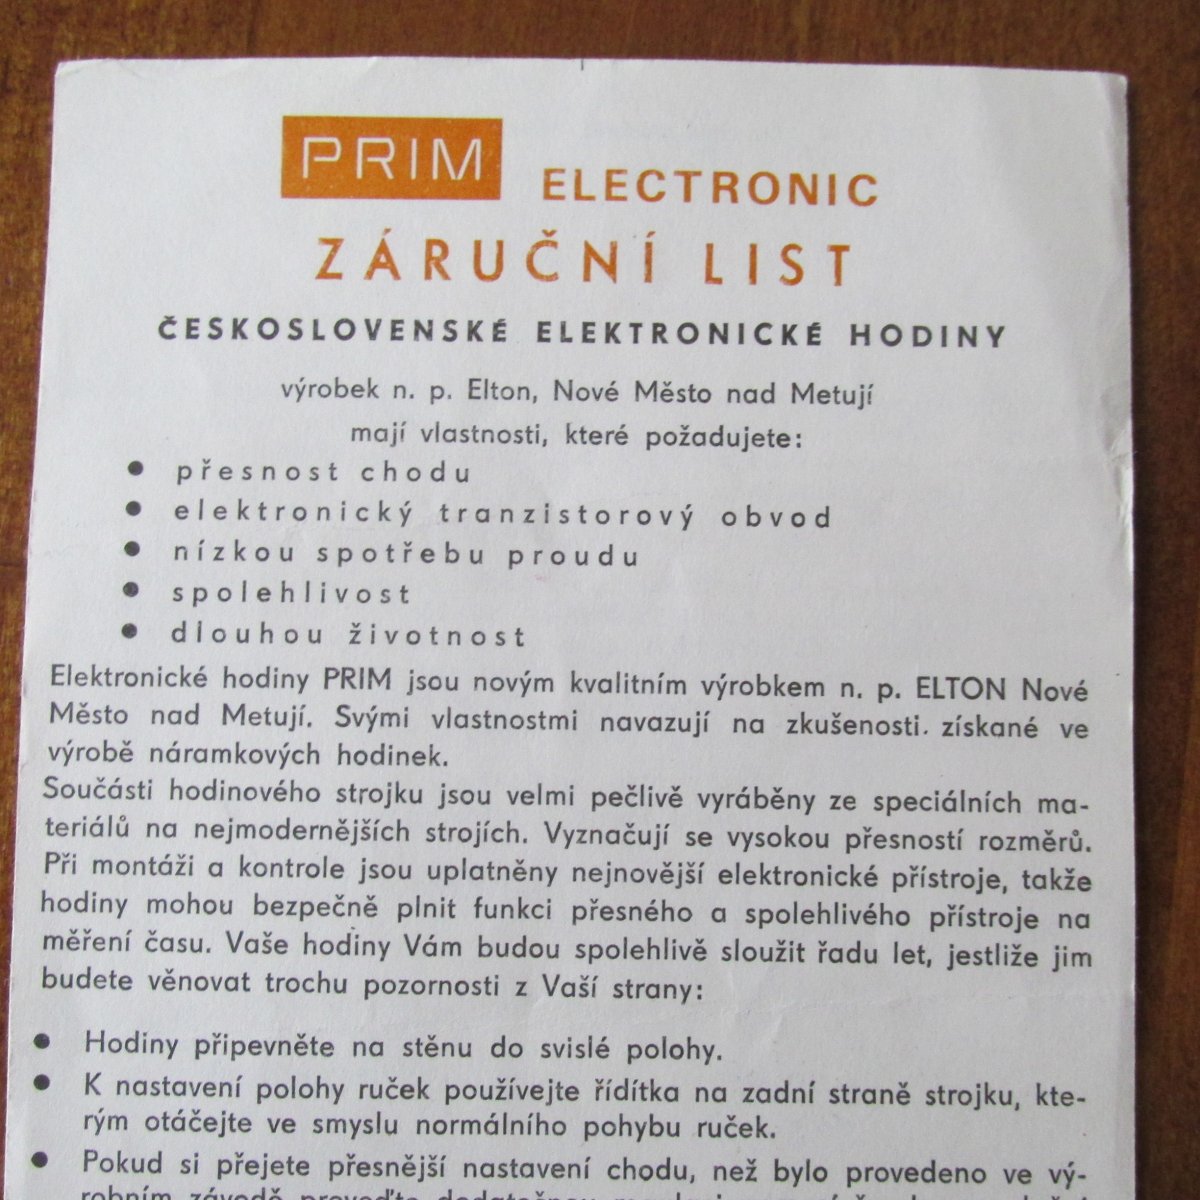 PRIM ELECTRONIC
ZÁRUČNÍ LIST
ČESKOSLOVENSKÉ ELEKTRONICKÉ HODINY
výrobek n. p. Elton, Nové Město nad Metují
mají vlastnosti, které požadujete:
● přesnost chodu
● elektronický tranzistorový obvod
● nízkou spotřebu proudu
● spolehlivost
● dlouhou životnost
Elektronické hodiny PRIM jsou novým kvalitním výrobkem n. p. ELTON Nové
Město nad Metují. Svými vlastnostmi navazují na zkušenosti získané ve
výrobě náramkových hodinek.
Součásti hodinového strojku jsou velmi pečlivě vyráběny ze speciálních ma-
teriálů na nejmodernějších strojích. Vyznačují se vysokou přesností rozměrů.
Při montáži a kontrole jsou uplatněny nejnovější elektronické přístroje, takže
hodiny mohou bezpečně plnit funkci přesného a spolehlivého přístroje na
měření času. Vaše hodiny Vám budou spolehlivě sloužit řadu let, jestliže jim
budete věnovat trochu pozornosti z Vaší strany:
● Hodiny připevněte na stěnu do svislé polohy.
● K nastavení polohy ruček používejte řídítka na zadní straně strojku, kte-
rým otáčejte ve smyslu normálního pohybu ruček.
● Pokud si přejete přesnější nastavení chodu, než bylo provedeno ve vý-
robním závodě proveďte dodatečnou